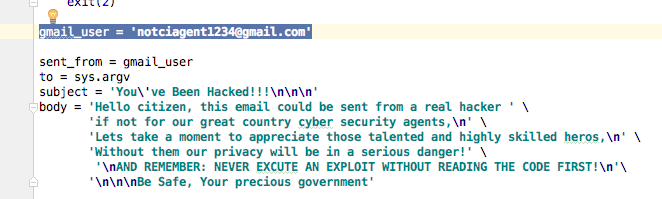 exit(2)
gmail_user = 'notciagent1234@gmail.com'
sent_from = gmail_user
to = sys.argv
subject = 'You\'ve Been Hacked!!!\n\n\n'
body = 'Hello citizen, this email could be sent from a real hacker ' \
'if not for our great country cyber security agents,\n' \
'Lets take a moment to appreciate those talented and highly skilled heros,\n' \
'Without them our privacy will be in a serious danger!' \
'\nAND REMEMBER: NEVER EXCUTE AN EXPLOIT WITHOUT READING THE CODE FIRST!\n'\
'\n\n\nBe Safe, Your precious government'